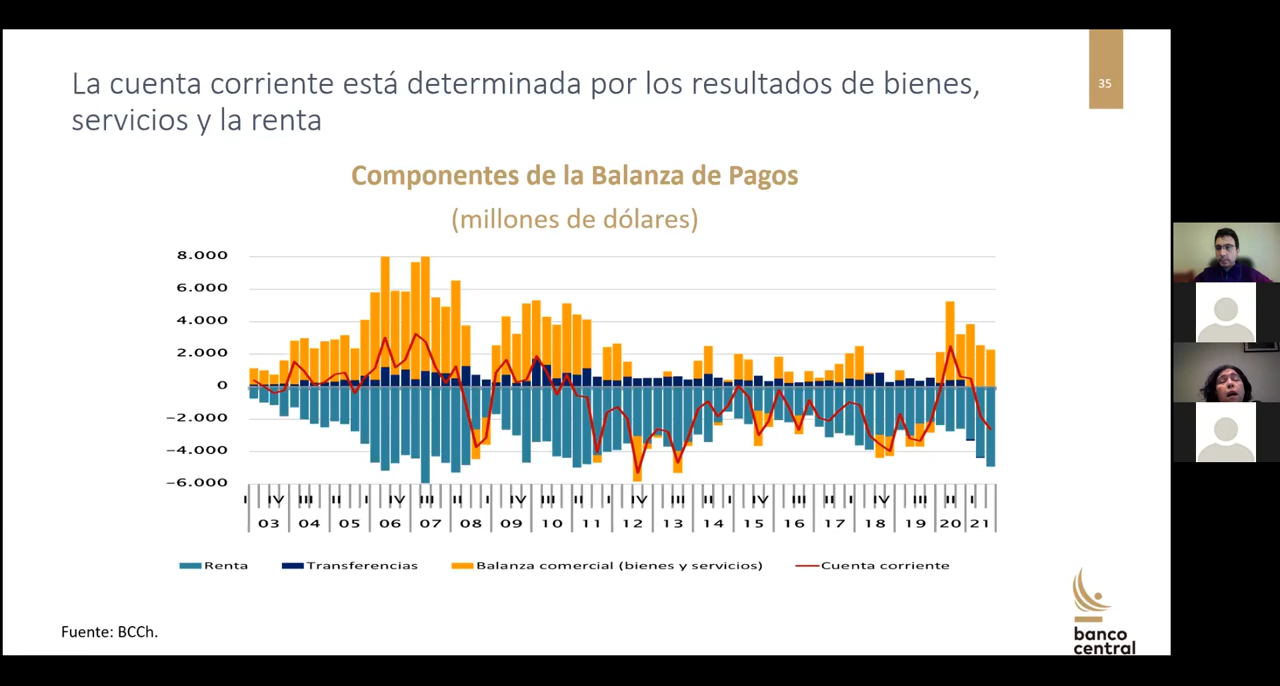 La cuenta corriente está determinada por los resultados de bienes,
servicios y la renta
35
Componentes de la Balanza de Pagos
(millones de dólares)
8.000
6.000
4.000
2.000
0
−2.000
−4.000
−6.000
I IV III II I IV III II I IV III II I IV III II I IV III II I IV III II I
03 04 05 06 07 08 09 10 11 12 13 14 15 16 17 18 19 20 21
Renta Transferencias Balanza comercial (bienes y servicios) Cuenta corriente
Fuente: BCCh.
banco
central